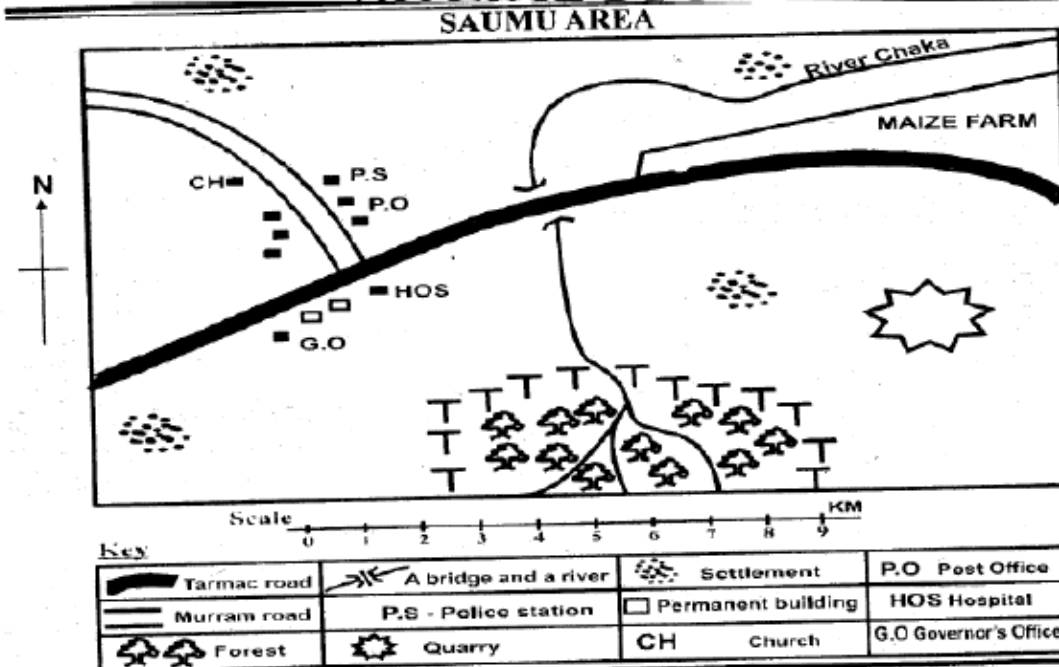 SAUMU AREA
River Chaka
MAIZE FARM
N
CH
P.S
P.O
HOS
G.O
Scale
0 1 2 3 4 5 6 7 8 9
KM
Key
Tarmac road
A bridge and a river
Settlement
P.O Post Office
Murram road
P.S - Police station
Permanent building
HOS Hospital
Forest
Quarry
CH Church
G.O Governor's Office